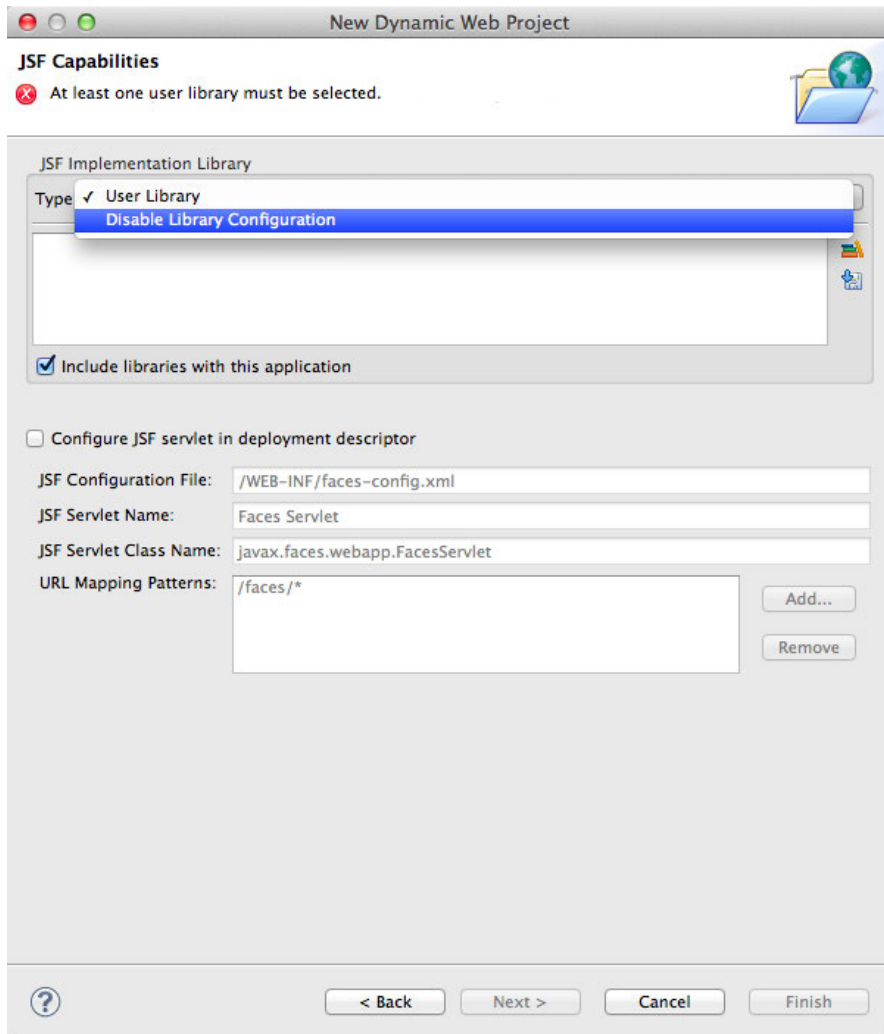 New Dynamic Web Project
JSF Capabilities
At least one user library must be selected.
JSF Implementation Library
Type
✓ User Library
Disable Library Configuration
Include libraries with this application
Configure JSF servlet in deployment descriptor
JSF Configuration File: /WEB-INF/faces-config.xml
JSF Servlet Name: Faces Servlet
JSF Servlet Class Name: javax.faces.webapp.FacesServlet
URL Mapping Patterns: /faces/*
Add...
Remove
? < Back Next > Cancel Finish